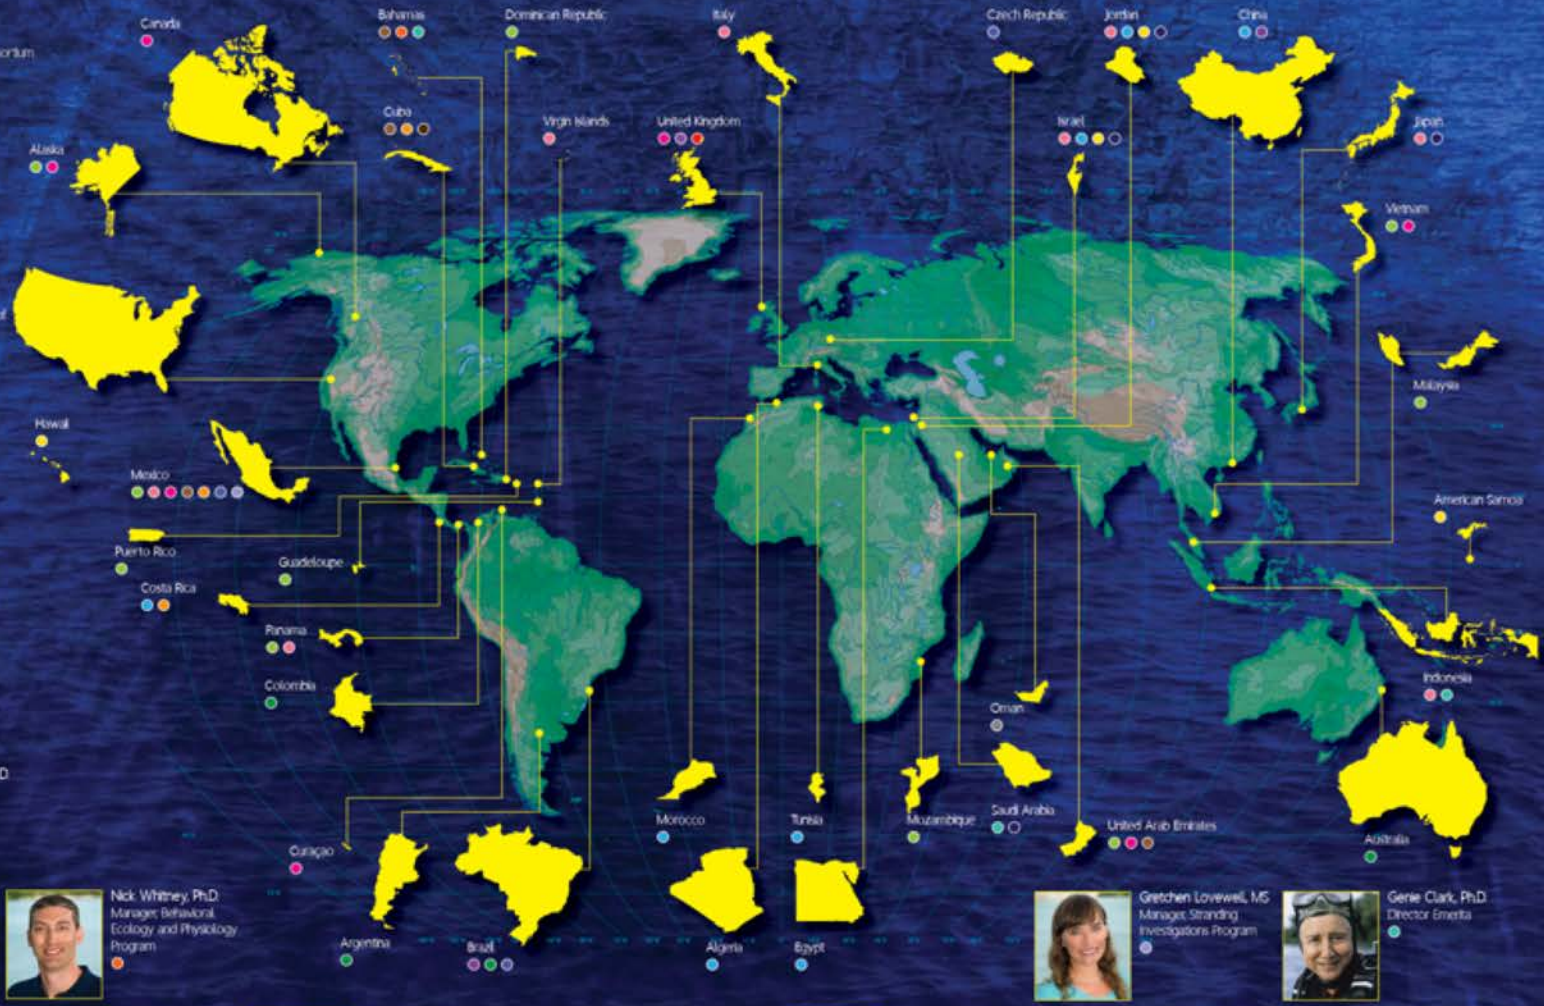 Canada
Bahamas
Dominican Republic
Italy
Czech Republic
Jordan
China
Cuba
Virgin Islands
United Kingdom
Israel
Japan
Alaska
Vietnam
Malaysia
Hawaii
Mexico
American Samoa
Puerto Rico
Guadeloupe
Costa Rica
Panama
Colombia
Indonesia
Oman
Morocco
Tunisia
Mozambique
Saudi Arabia
United Arab Emirates
Australia
Curaçao
Nick Whitney, Ph.D.
Manager, Behavioral
Ecology and Physiology
Program
Gretchen Lovewell, MS
Manager, Stranding
Investigations Program
Genie Clark, Ph.D.
Director Emerita
Argentina
Brazil
Algeria
Egypt